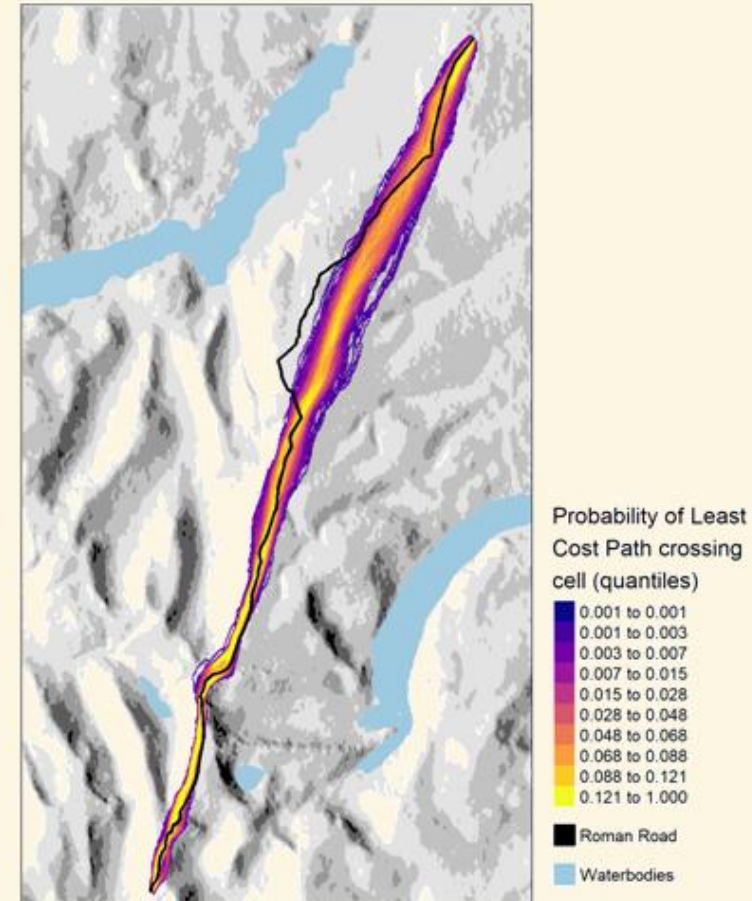 Probability of Least
Cost Path crossing
cell (quantiles)
0.001 to 0.001
0.001 to 0.003
0.003 to 0.007
0.007 to 0.015
0.015 to 0.028
0.028 to 0.048
0.048 to 0.068
0.068 to 0.088
0.088 to 0.121
0.121 to 1.000
Roman Road
Waterbodies